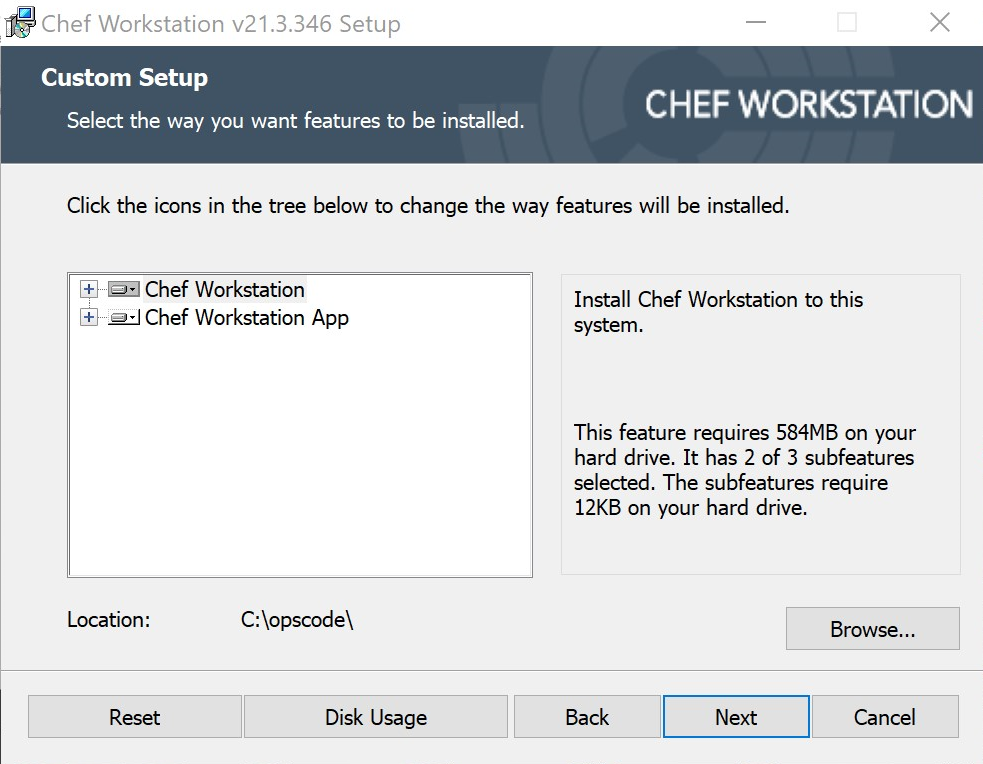 Chef Workstation v21.3.346 Setup
Custom Setup
Select the way you want features to be installed.
CHEF WORKSTATION
Click the icons in the tree below to change the way features will be installed.
Chef Workstation
Chef Workstation App
Install Chef Workstation to this
system.
This feature requires 584MB on your
hard drive. It has 2 of 3 subfeatures
selected. The subfeatures require
12KB on your hard drive.
Location: C:\opscode\
Browse...
Reset Disk Usage Back Next Cancel